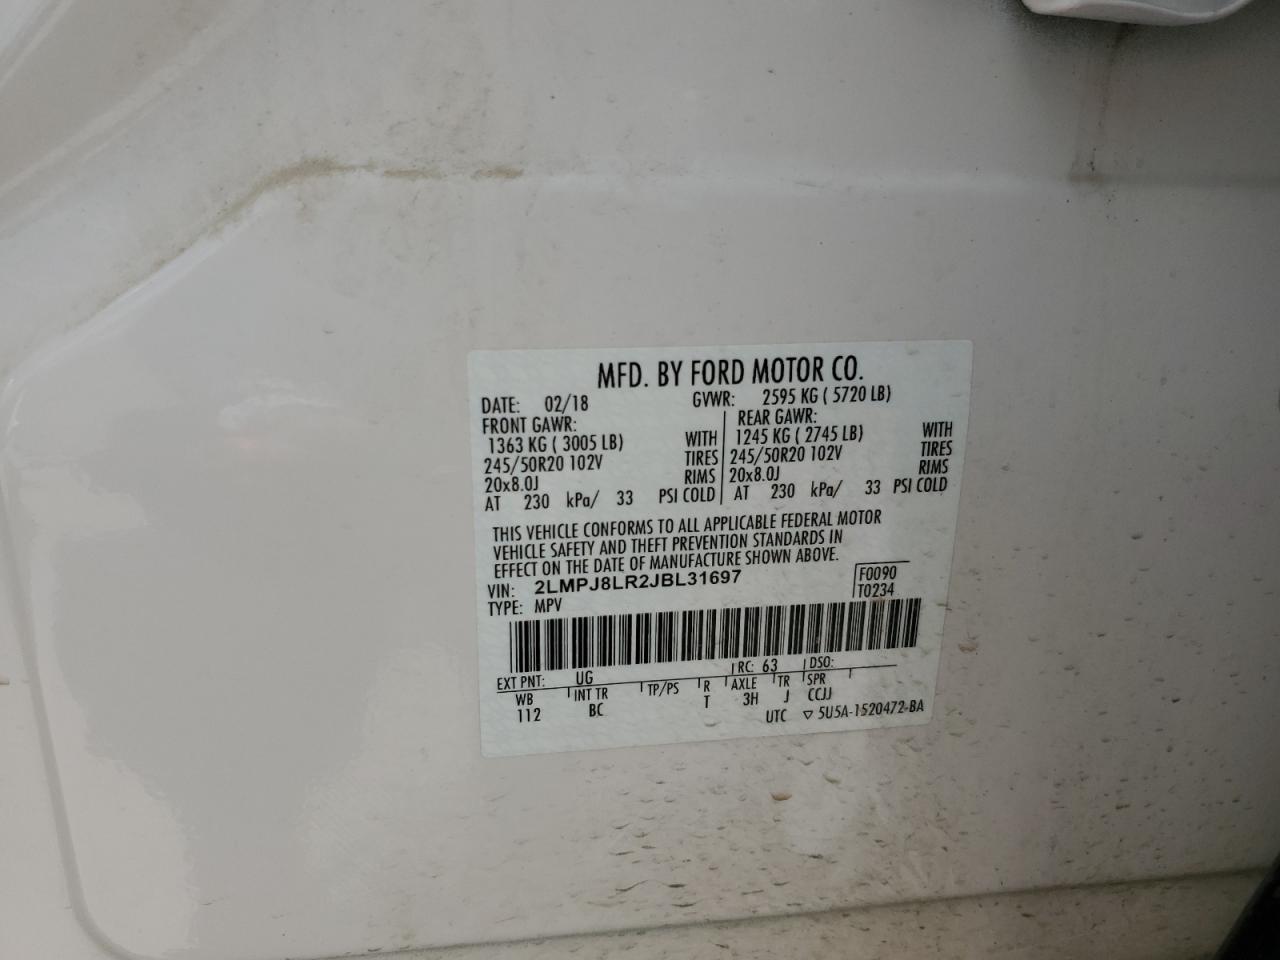 MFD. BY FORD MOTOR CO.
DATE: 02/18 GVWR: 2595 KG ( 5720 LB)
FRONT GAWR: REAR GAWR:
1363 KG ( 3005 LB) WITH 1245 KG ( 2745 LB) WITH
245/50R20 102V TIRES 245/50R20 102V TIRES
20x8.0J RIMS 20x8.0J RIMS
AT 230 kPa/ 33 PSI COLD AT 230 kPa/ 33 PSI COLD
THIS VEHICLE CONFORMS TO ALL APPLICABLE FEDERAL MOTOR
VEHICLE SAFETY AND THEFT PREVENTION STANDARDS IN
EFFECT ON THE DATE OF MANUFACTURE SHOWN ABOVE.
VIN: 2LMPJ8LR2JBL31697 F0090
TYPE: MPV T0234
EXT PNT: UG RC: 63 DSO:
WB INT TR TP/PS R AXLE TR SPR
112 BC T 3H J CCJJ
UTC ▽ 5U5A-1520472-BA